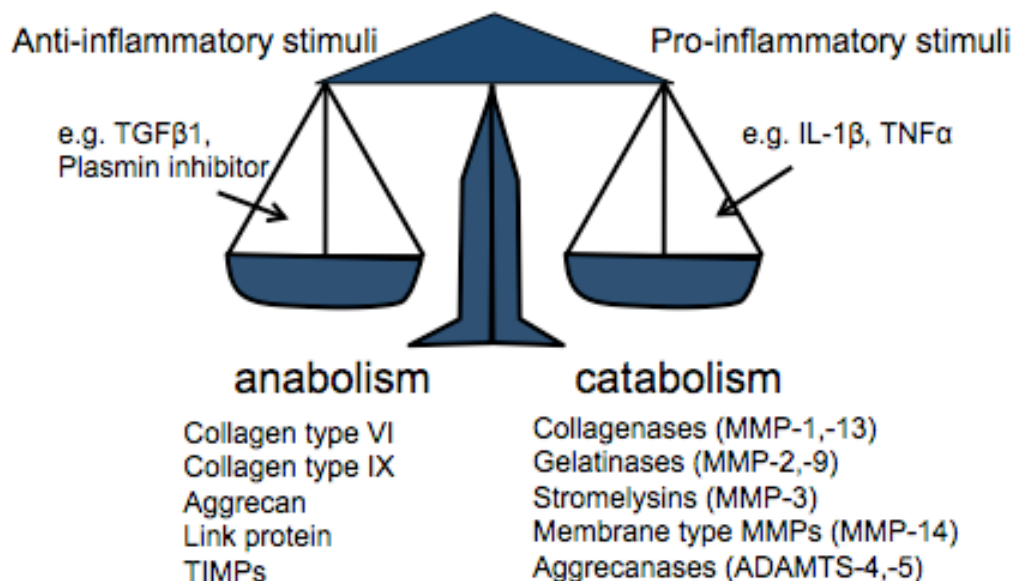 Anti-inflammatory stimuli
Pro-inflammatory stimuli
e.g. TGFβ1,
Plasmin inhibitor
e.g. IL-1β, TNFα
anabolism
Collagen type VI
Collagen type IX
Aggrecan
Link protein
TIMPs
catabolism
Collagenases (MMP-1,-13)
Gelatinases (MMP-2,-9)
Stromelysins (MMP-3)
Membrane type MMPs (MMP-14)
Aggrecanases (ADAMTS-4,-5)